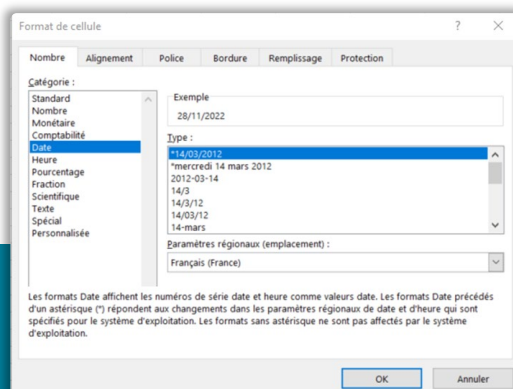 Format de cellule
Nombre Alignement Police Bordure Remplissage Protection
Catégorie :
Standard
Nombre
Monétaire
Comptabilité
Date
Heure
Pourcentage
Fraction
Scientifique
Texte
Spécial
Personnalisée
Exemple
28/11/2022
Type :
*14/03/2012
*mercredi 14 mars 2012
2012-03-14
14/3
14/3/12
14/03/12
14-mars
Paramètres régionaux (emplacement) :
Français (France)
Les formats Date affichent les numéros de série date et heure comme valeurs date. Les formats Date précédés
d'un astérisque (*) répondent aux changements dans les paramètres régionaux de date et d'heure qui sont
spécifiés pour le système d'exploitation. Les formats sans astérisque ne sont pas affectés par le système
d'exploitation.
OK Annuler